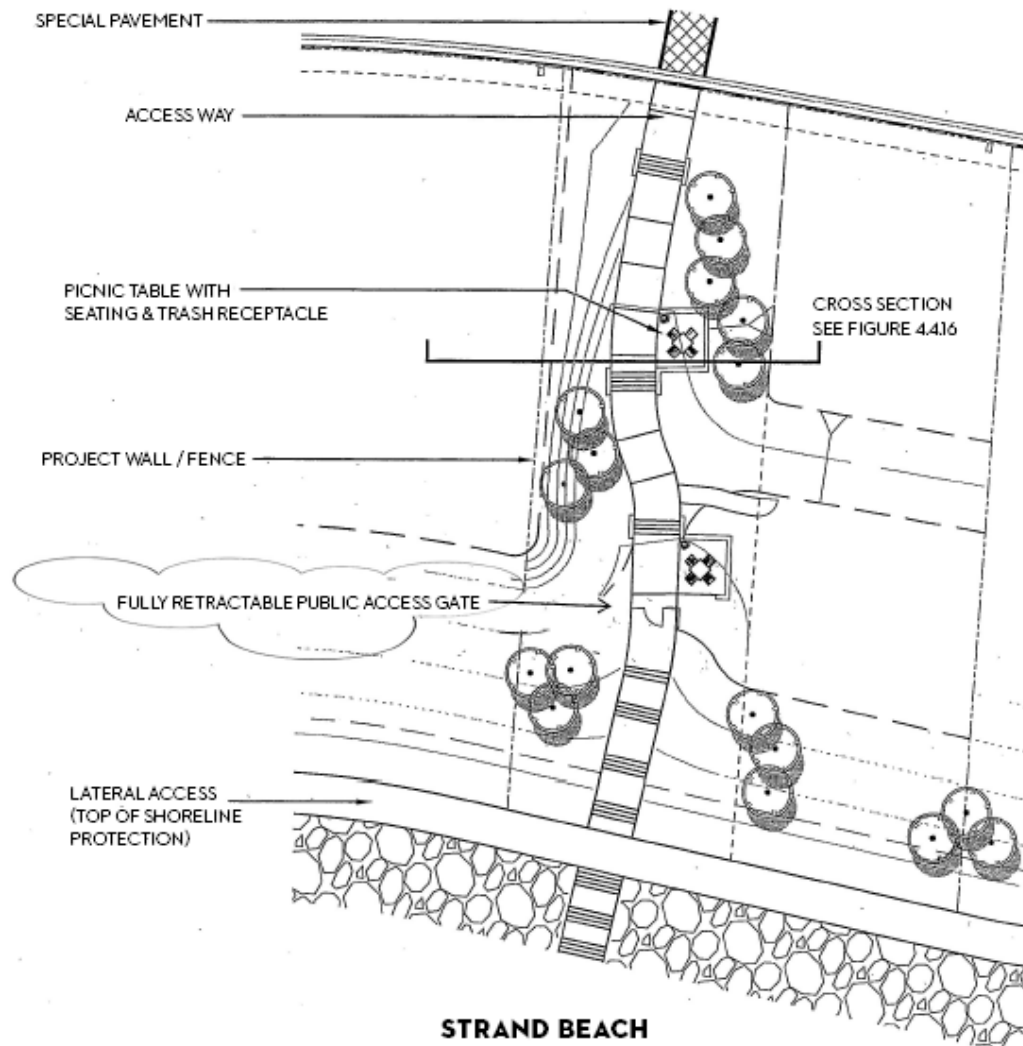 SPECIAL PAVEMENT
ACCESS WAY
PICNIC TABLE WITH
SEATING & TRASH RECEPTACLE
CROSS SECTION
SEE FIGURE 4.4.16
PROJECT WALL / FENCE
FULLY RETRACTABLE PUBLIC ACCESS GATE
LATERAL ACCESS
(TOP OF SHORELINE
PROTECTION)
STRAND BEACH